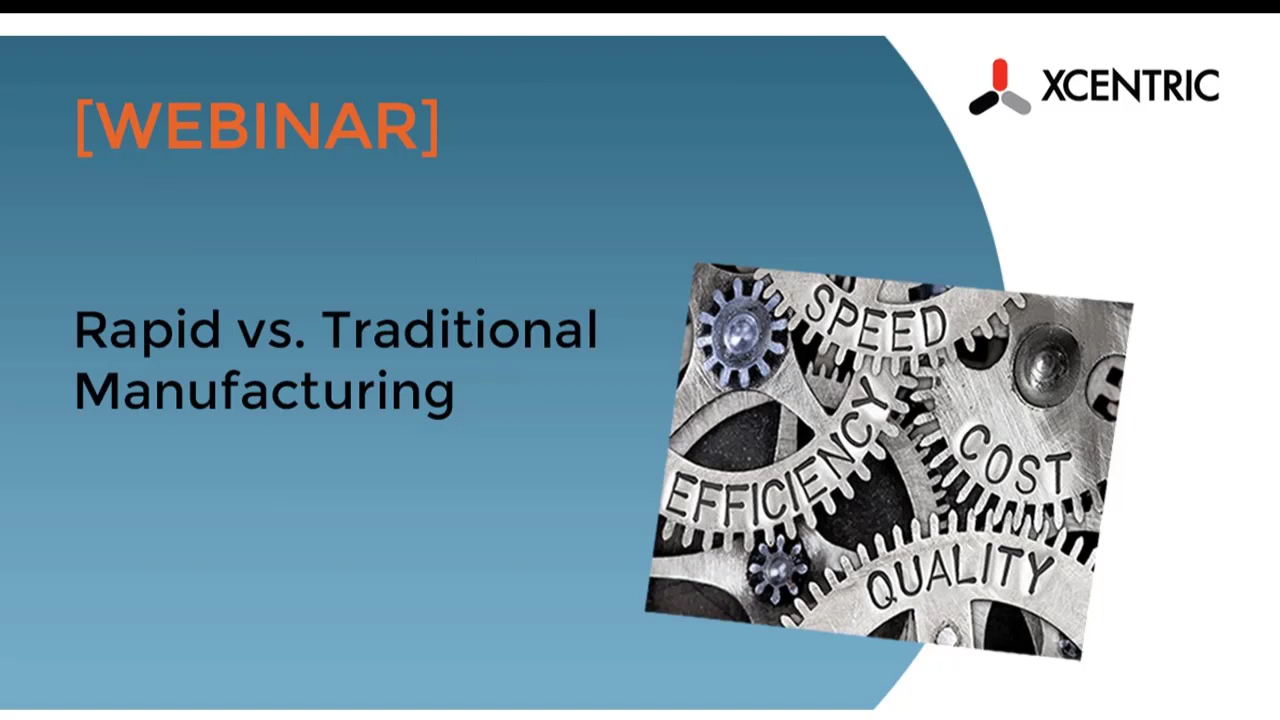 [WEBINAR]
XCENTRIC
Rapid vs. Traditional
Manufacturing
SPEED
EFFICIENCY
COST
QUALITY